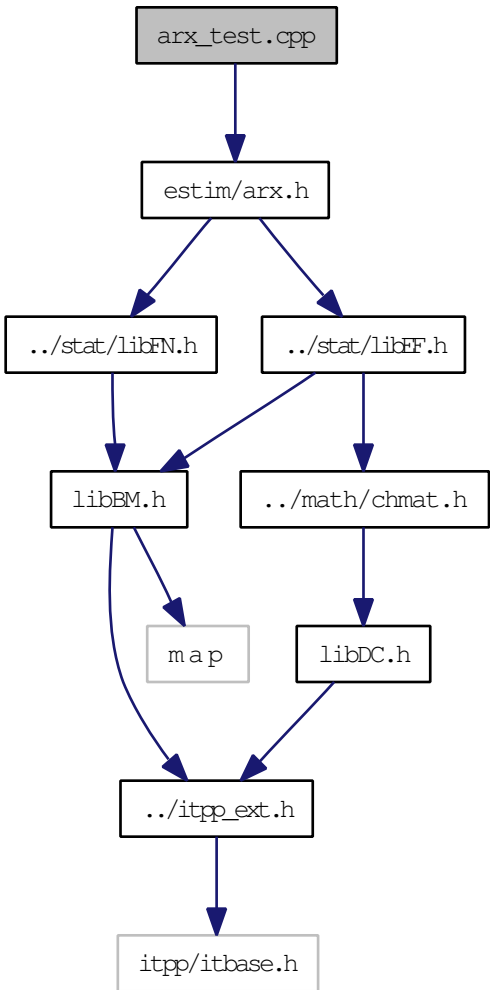 arx_test.cpp
estim/arx.h
../stat/libFN.h
../stat/libEF.h
libBM.h
../math/chmat.h
map
libDC.h
../itpp_ext.h
itpp/itbase.h